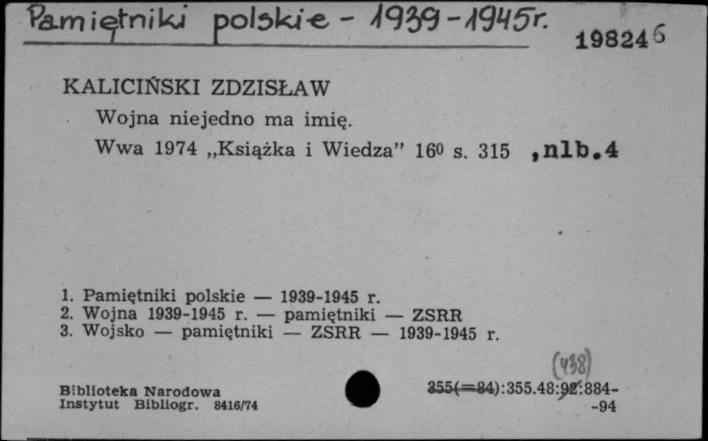 Pamiętniki polskie - 1939-1945r.
198246
KALICIŃSKI ZDZISŁAW
Wojna niejedno ma imię.
Wwa 1974 „Książka i Wiedza” 16⁰ s. 315 ,nlb.4
1. Pamiętniki polskie — 1939-1945 r.
2. Wojna 1939-1945 r. — pamiętniki — ZSRR
3. Wojsko — pamiętniki — ZSRR — 1939-1945 r.
(438)
Biblioteka Narodowa 355(=84):355.48:92:884-
Instytut Bibliogr. 8416/74 -94